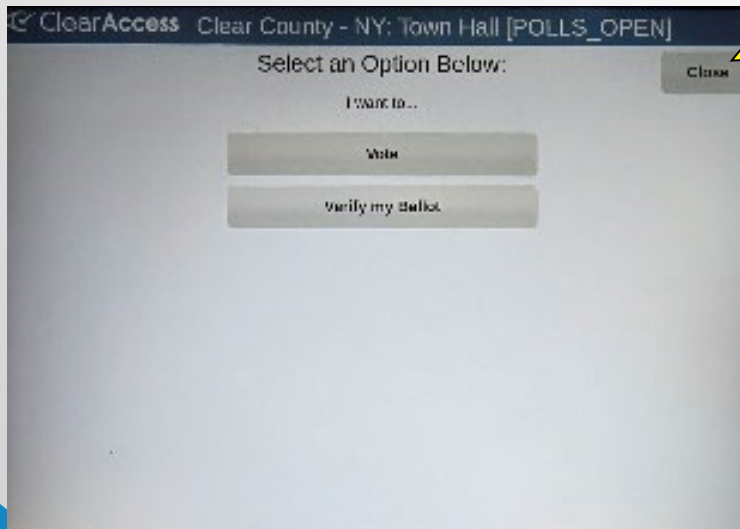 ClearAccess Clear County - NY: Town Hall [POLLS_OPEN]
Select an Option Below:
Close
I want to...
Vote
Verify my Ballot